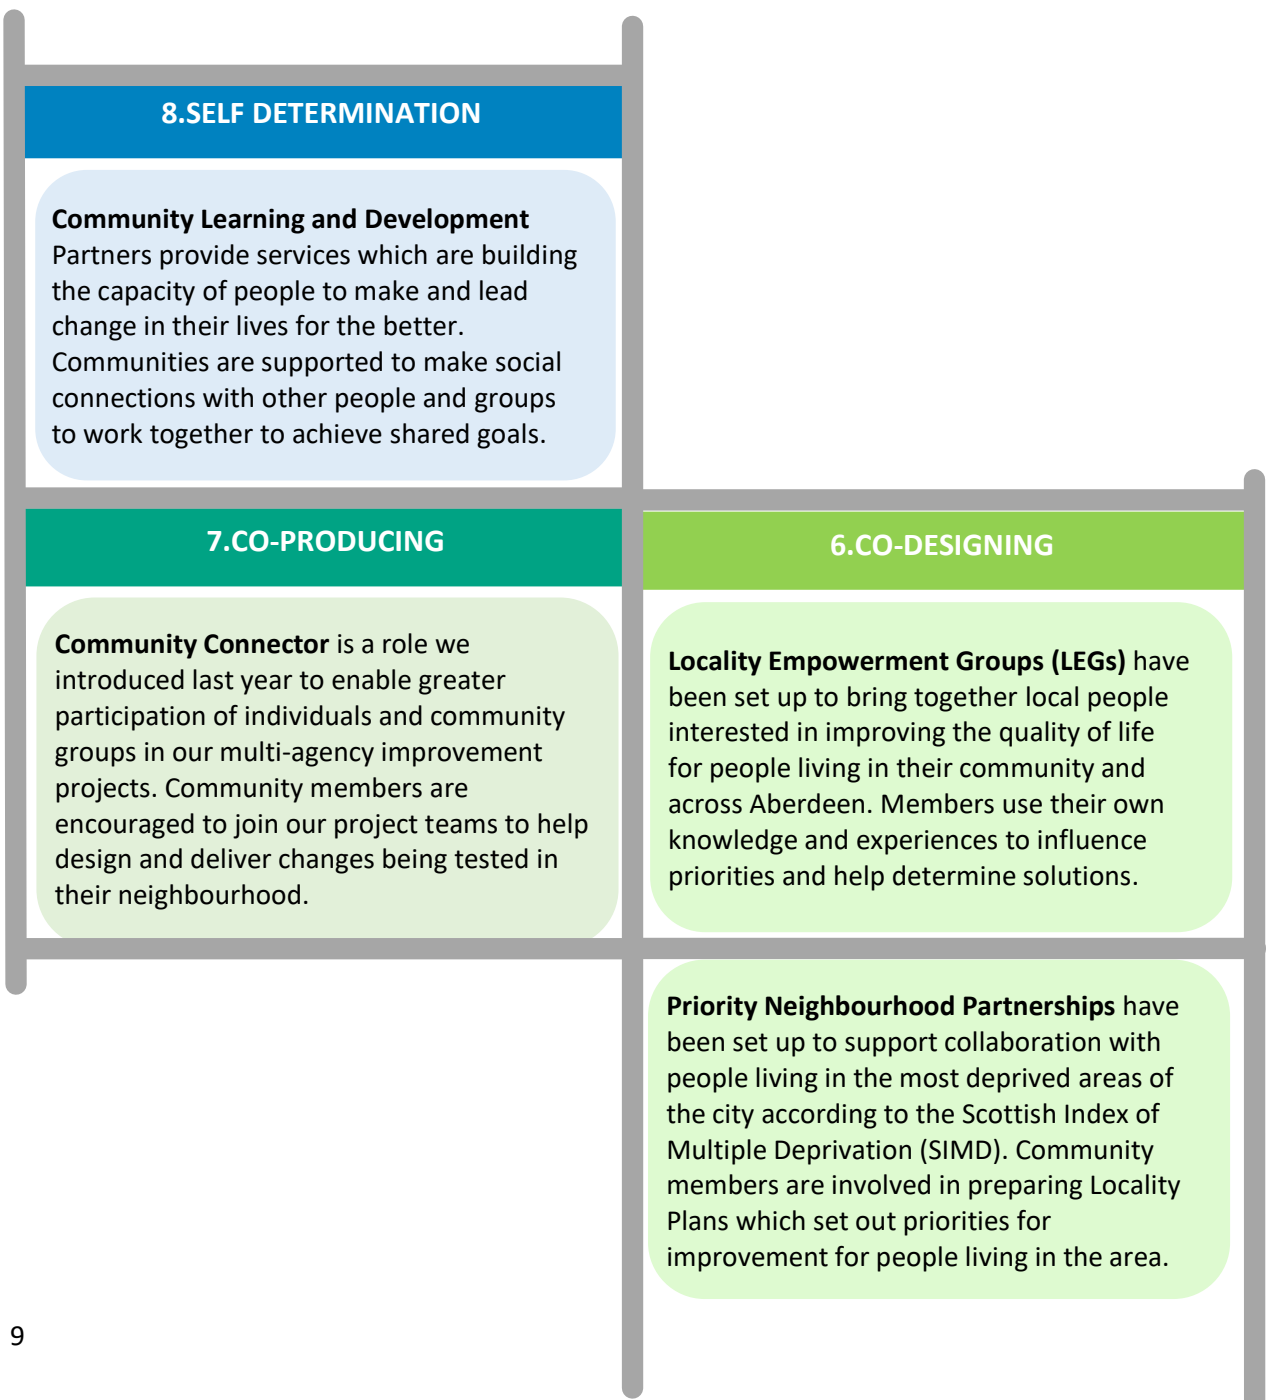 8.SELF DETERMINATION
Community Learning and Development
Partners provide services which are building
the capacity of people to make and lead
change in their lives for the better.
Communities are supported to make social
connections with other people and groups
to work together to achieve shared goals.
7.CO-PRODUCING
Community Connector is a role we
introduced last year to enable greater
participation of individuals and community
groups in our multi-agency improvement
projects. Community members are
encouraged to join our project teams to help
design and deliver changes being tested in
their neighbourhood.
6.CO-DESIGNING
Locality Empowerment Groups (LEGs) have
been set up to bring together local people
interested in improving the quality of life
for people living in their community and
across Aberdeen. Members use their own
knowledge and experiences to influence
priorities and help determine solutions.
Priority Neighbourhood Partnerships have
been set up to support collaboration with
people living in the most deprived areas of
the city according to the Scottish Index of
Multiple Deprivation (SIMD). Community
members are involved in preparing Locality
Plans which set out priorities for
improvement for people living in the area.
9